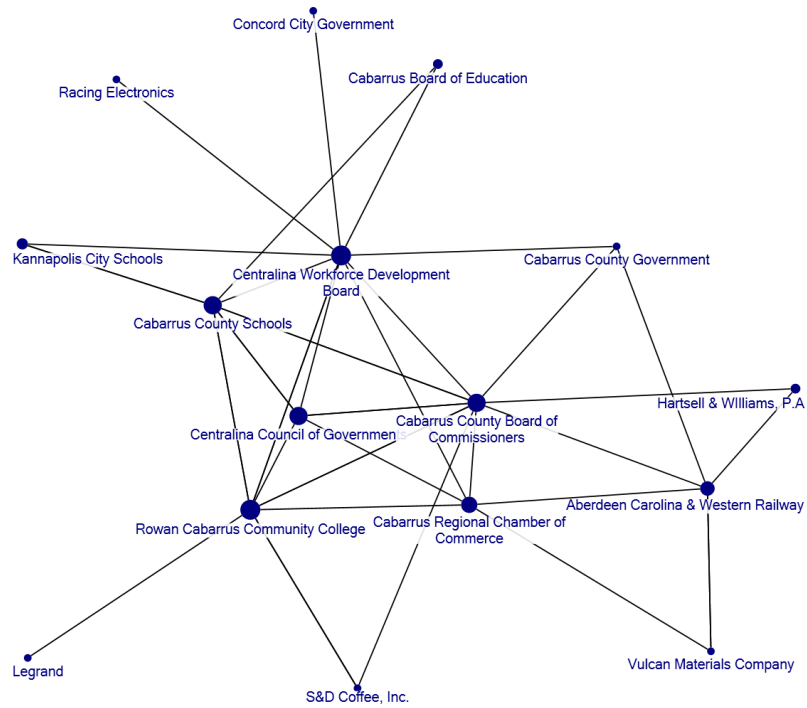 Concord City Government
Cabarrus Board of Education
Racing Electronics
Kannapolis City Schools
Cabarrus County Government
Centralina Workforce Development
Board
Cabarrus County Schools
Hartsell & WIlliams, P.A
Cabarrus County Board of
Commissioners
Centralina Council of Governments
Aberdeen Carolina & Western Railway
Rowan Cabarrus Community College
Cabarrus Regional Chamber of
Commerce
Legrand
Vulcan Materials Company
S&D Coffee, Inc.